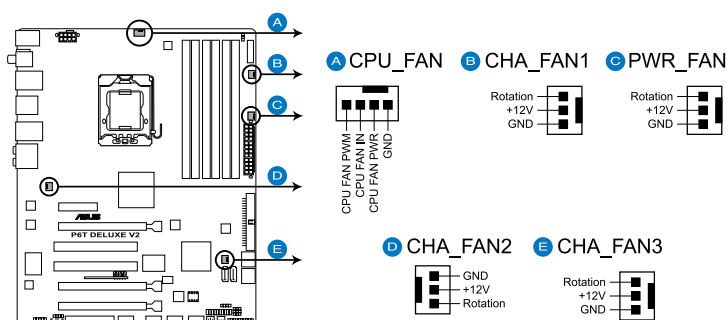 A
B
C
D
E
ASUS
P6T DELUXE V2
A CPU_FAN
CPU FAN PWM
CPU FAN IN
CPU FAN PWR
GND
B CHA_FAN1
Rotation
+12V
GND
C PWR_FAN
Rotation
+12V
GND
D CHA_FAN2
GND
+12V
Rotation
E CHA_FAN3
Rotation
+12V
GND